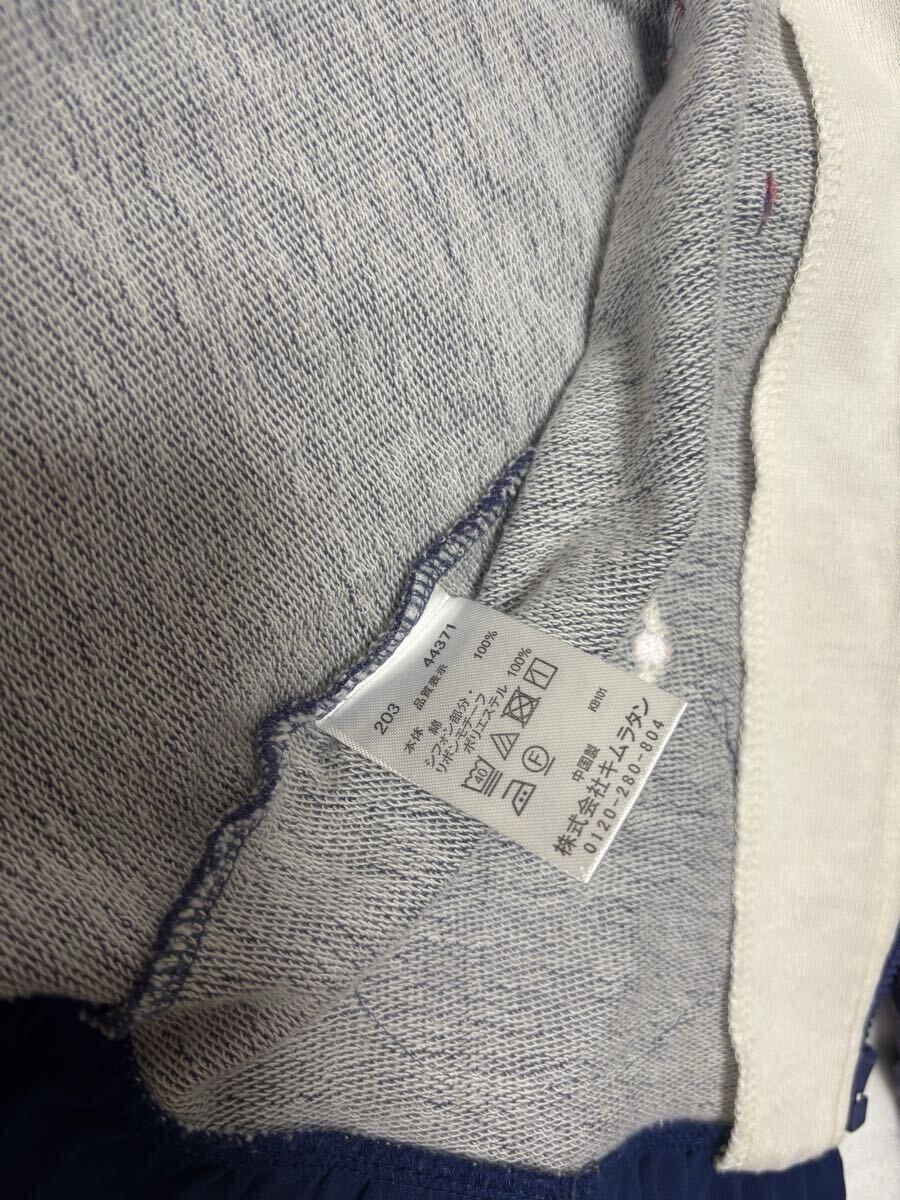 203 44371
品質表示
本体 綿 100%
シフォン部分・
リボンモチーフ
ポリエステル 100%
40
F
KB101
中国製
株式会社キムラタン
0120-280-804